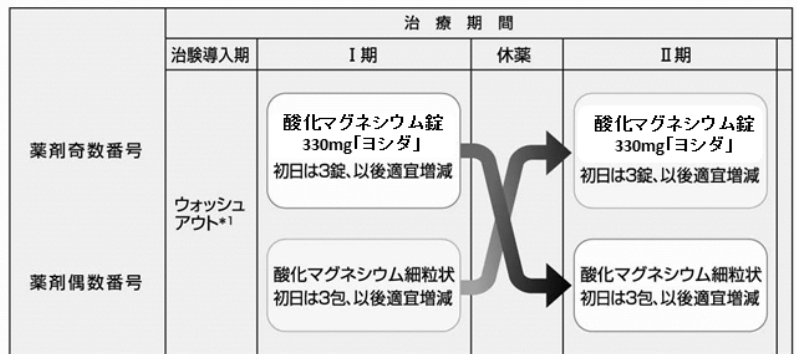 治療期間
治験導入期
Ⅰ期
休薬
Ⅱ期
薬剤奇数番号
ウォッシュ
アウト*1
酸化マグネシウム錠
330mg｢ヨシダ｣
初日は3錠、以後適宜増減
酸化マグネシウム錠
330mg｢ヨシダ｣
初日は3錠、以後適宜増減
薬剤偶数番号
酸化マグネシウム細粒状
初日は3包、以後適宜増減
酸化マグネシウム細粒状
初日は3包、以後適宜増減